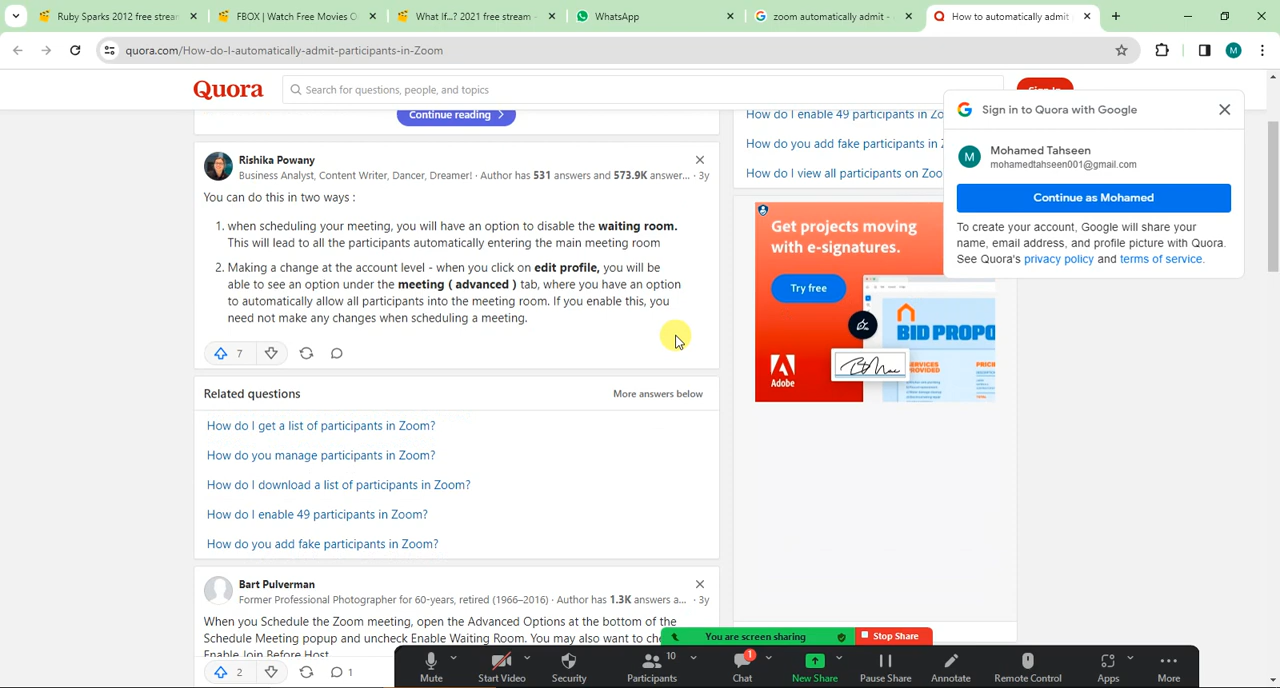 Ruby Sparks 2012 free stream
FBOX | Watch Free Movies O
What If...? 2021 free stream
WhatsApp
zoom automatically admit -
How to automatically admit
quora.com/How-do-I-automatically-admit-participants-in-Zoom
M
Quora
Search for questions, people, and topics
Continue reading
Rishika Powany
Business Analyst, Content Writer, Dancer, Dreamer! · Author has 531 answers and 573.9K answer... · 3y
You can do this in two ways :
1. when scheduling your meeting, you will have an option to disable the waiting room.
This will lead to all the participants automatically entering the main meeting room
2. Making a change at the account level - when you click on edit profile, you will be
able to see an option under the meeting ( advanced ) tab, where you have an option
to automatically allow all participants into the meeting room. If you enable this, you
need not make any changes when scheduling a meeting.
7
Related questions
More answers below
How do I get a list of participants in Zoom?
How do you manage participants in Zoom?
How do I download a list of participants in Zoom?
How do I enable 49 participants in Zoom?
How do you add fake participants in Zoom?
Bart Pulverman
Former Professional Photographer for 60-years, retired (1966–2016) · Author has 1.3K answers a... · 3y
When you Schedule the Zoom meeting, open the Advanced Options at the bottom of the
Schedule Meeting popup and uncheck Enable Waiting Room. You may also want to che
Enable Join Before Host
2
1
How do I enable 49 participants in Zo
How do you add fake participants in
How do I view all participants on Zoo
Sign in to Quora with Google
M
Mohamed Tahseen
mohamedtahseen001@gmail.com
Continue as Mohamed
To create your account, Google will share your
name, email address, and profile picture with Quora.
See Quora's privacy policy and terms of service.
Get projects moving
with e-signatures.
Try free
BID PROPO
SERVICES
PROVIDED
Adobe
You are screen sharing
Stop Share
Mute
Start Video
Security
Participants
10
Chat
1
New Share
Pause Share
Annotate
Remote Control
Apps
More